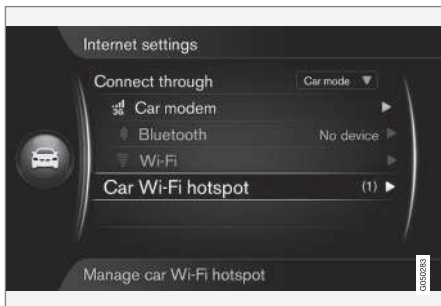 Internet settings
Connect through Car mode
3G Car modem
Bluetooth No device
Wi-Fi
Car Wi-Fi hotspot (1)
Manage car Wi-Fi hotspot
G050283